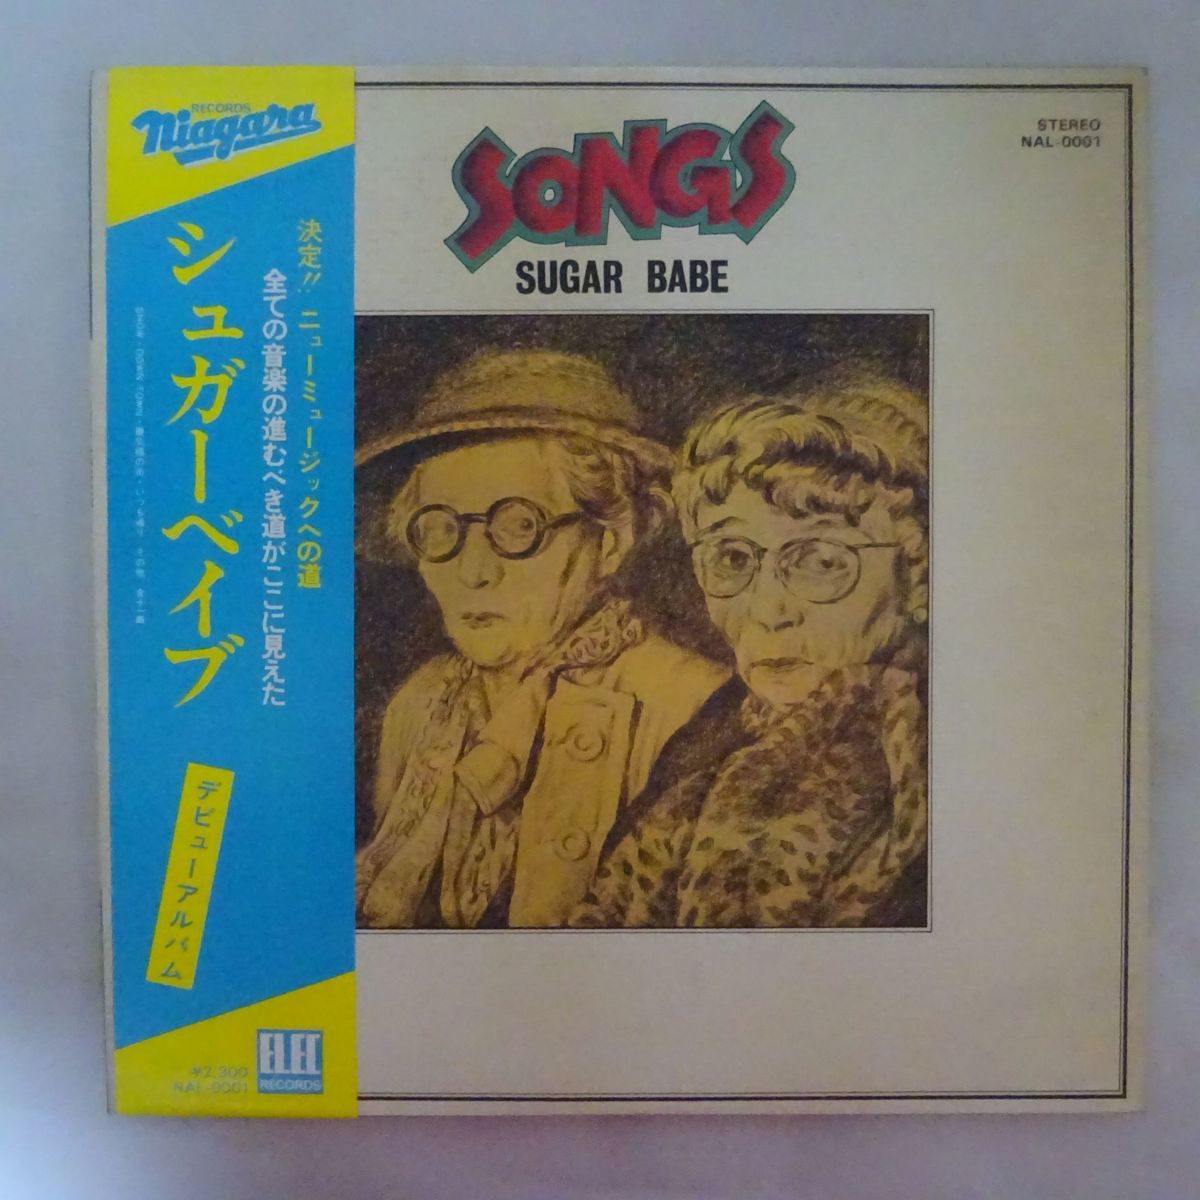 RECORDS
Niagara
決定!! ニューミュージックへの道
全ての音楽の進むべき道がここに見えた
シュガーベイブ
デビューアルバム
¥2,300
NAL-0001
ELEC
RECORDS
SONGS
SUGAR BABE
STEREO
NAL-0001